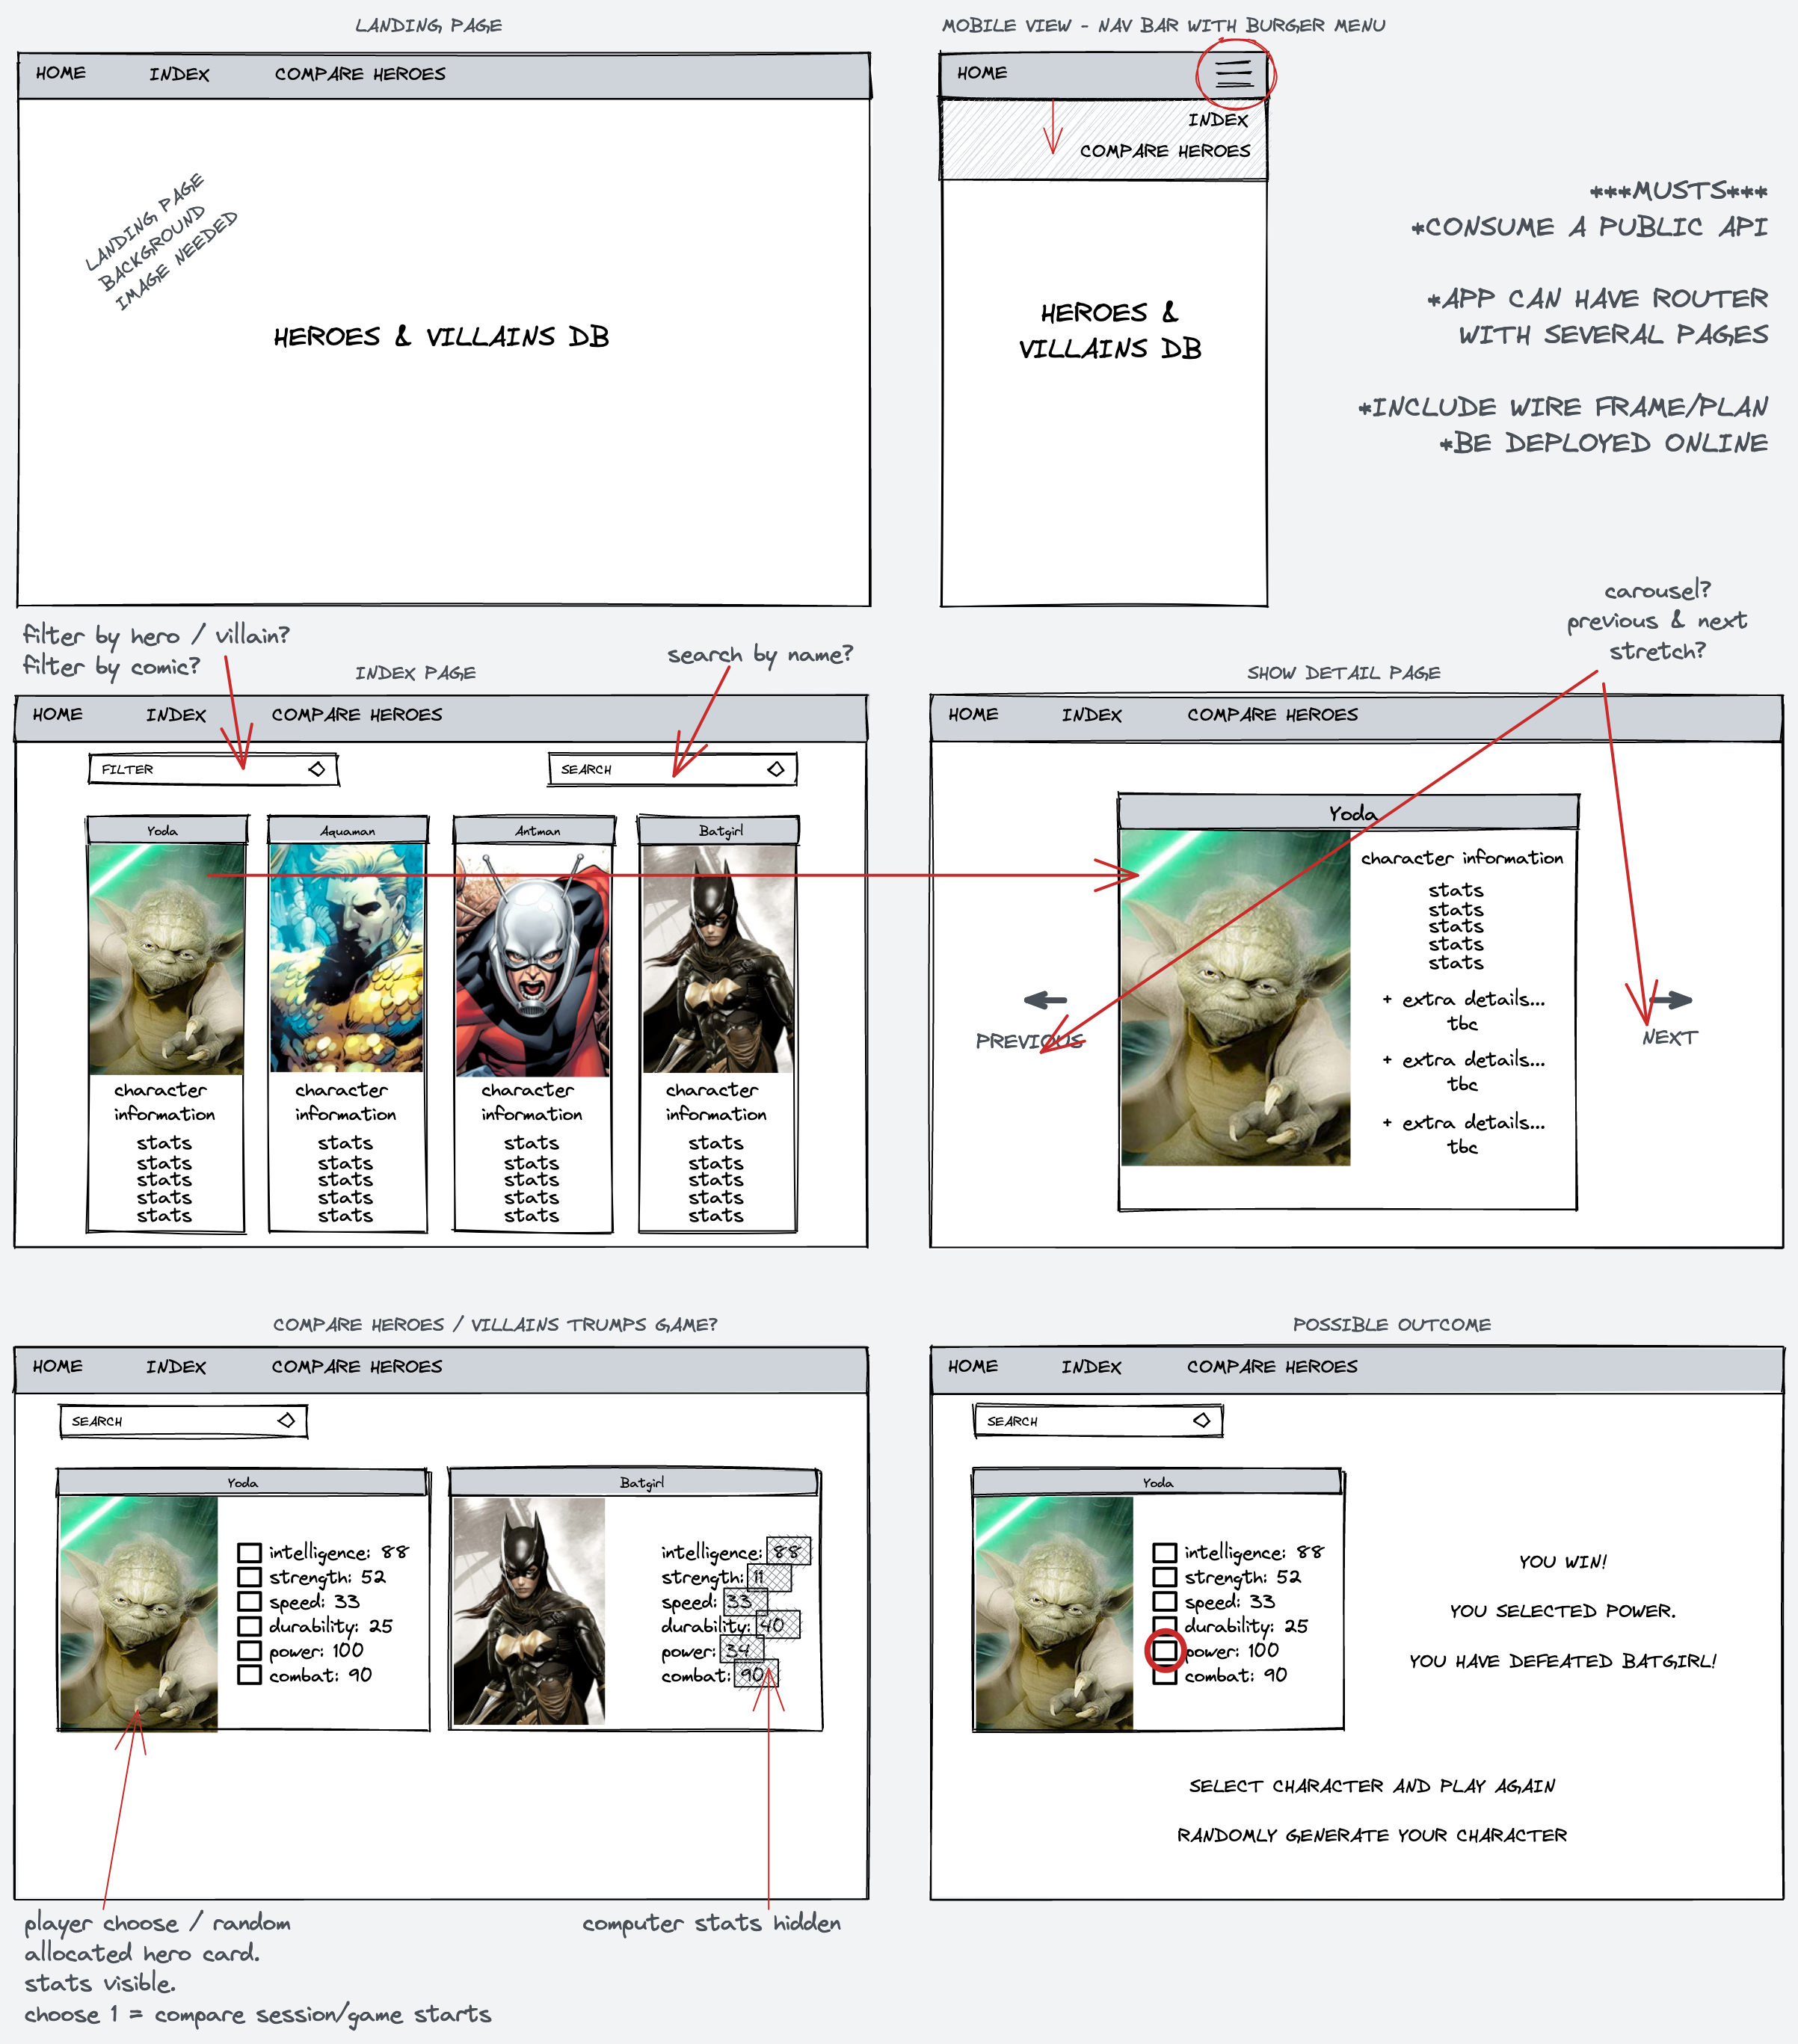 LANDING PAGE
HOME INDEX COMPARE HEROES
LANDING PAGE
BACKGROUND
IMAGE NEEDED
HEROES & VILLAINS DB
MOBILE VIEW - NAV BAR WITH BURGER MENU
HOME
INDEX
COMPARE HEROES
HEROES &
VILLAINS DB
***MUSTS***
*CONSUME A PUBLIC API
*APP CAN HAVE ROUTER
WITH SEVERAL PAGES
*INCLUDE WIRE FRAME/PLAN
*BE DEPLOYED ONLINE
filter by hero / villain?
filter by comic?
search by name?
INDEX PAGE
HOME INDEX COMPARE HEROES
FILTER
SEARCH
Yoda
Aquaman
Antman
Batgirl
character
information
stats
stats
stats
stats
stats
character
information
stats
stats
stats
stats
stats
character
information
stats
stats
stats
stats
stats
character
information
stats
stats
stats
stats
stats
carousel?
previous & next
stretch?
SHOW DETAIL PAGE
HOME INDEX COMPARE HEROES
Yoda
character information
stats
stats
stats
stats
stats
+ extra details...
tbc
+ extra details...
tbc
+ extra details...
tbc
PREVIOUS
NEXT
COMPARE HEROES / VILLAINS TRUMPS GAME?
HOME INDEX COMPARE HEROES
SEARCH
Yoda
intelligence: 88
strength: 52
speed: 33
durability: 25
power: 100
combat: 90
Batgirl
intelligence: 88
strength: 11
speed: 33
durability: 40
power: 34
combat: 90
player choose / random
allocated hero card.
stats visible.
choose 1 = compare session/game starts
computer stats hidden
POSSIBLE OUTCOME
HOME INDEX COMPARE HEROES
SEARCH
Yoda
intelligence: 88
strength: 52
speed: 33
durability: 25
power: 100
combat: 90
YOU WIN!
YOU SELECTED POWER.
YOU HAVE DEFEATED BATGIRL!
SELECT CHARACTER AND PLAY AGAIN
RANDOMLY GENERATE YOUR CHARACTER